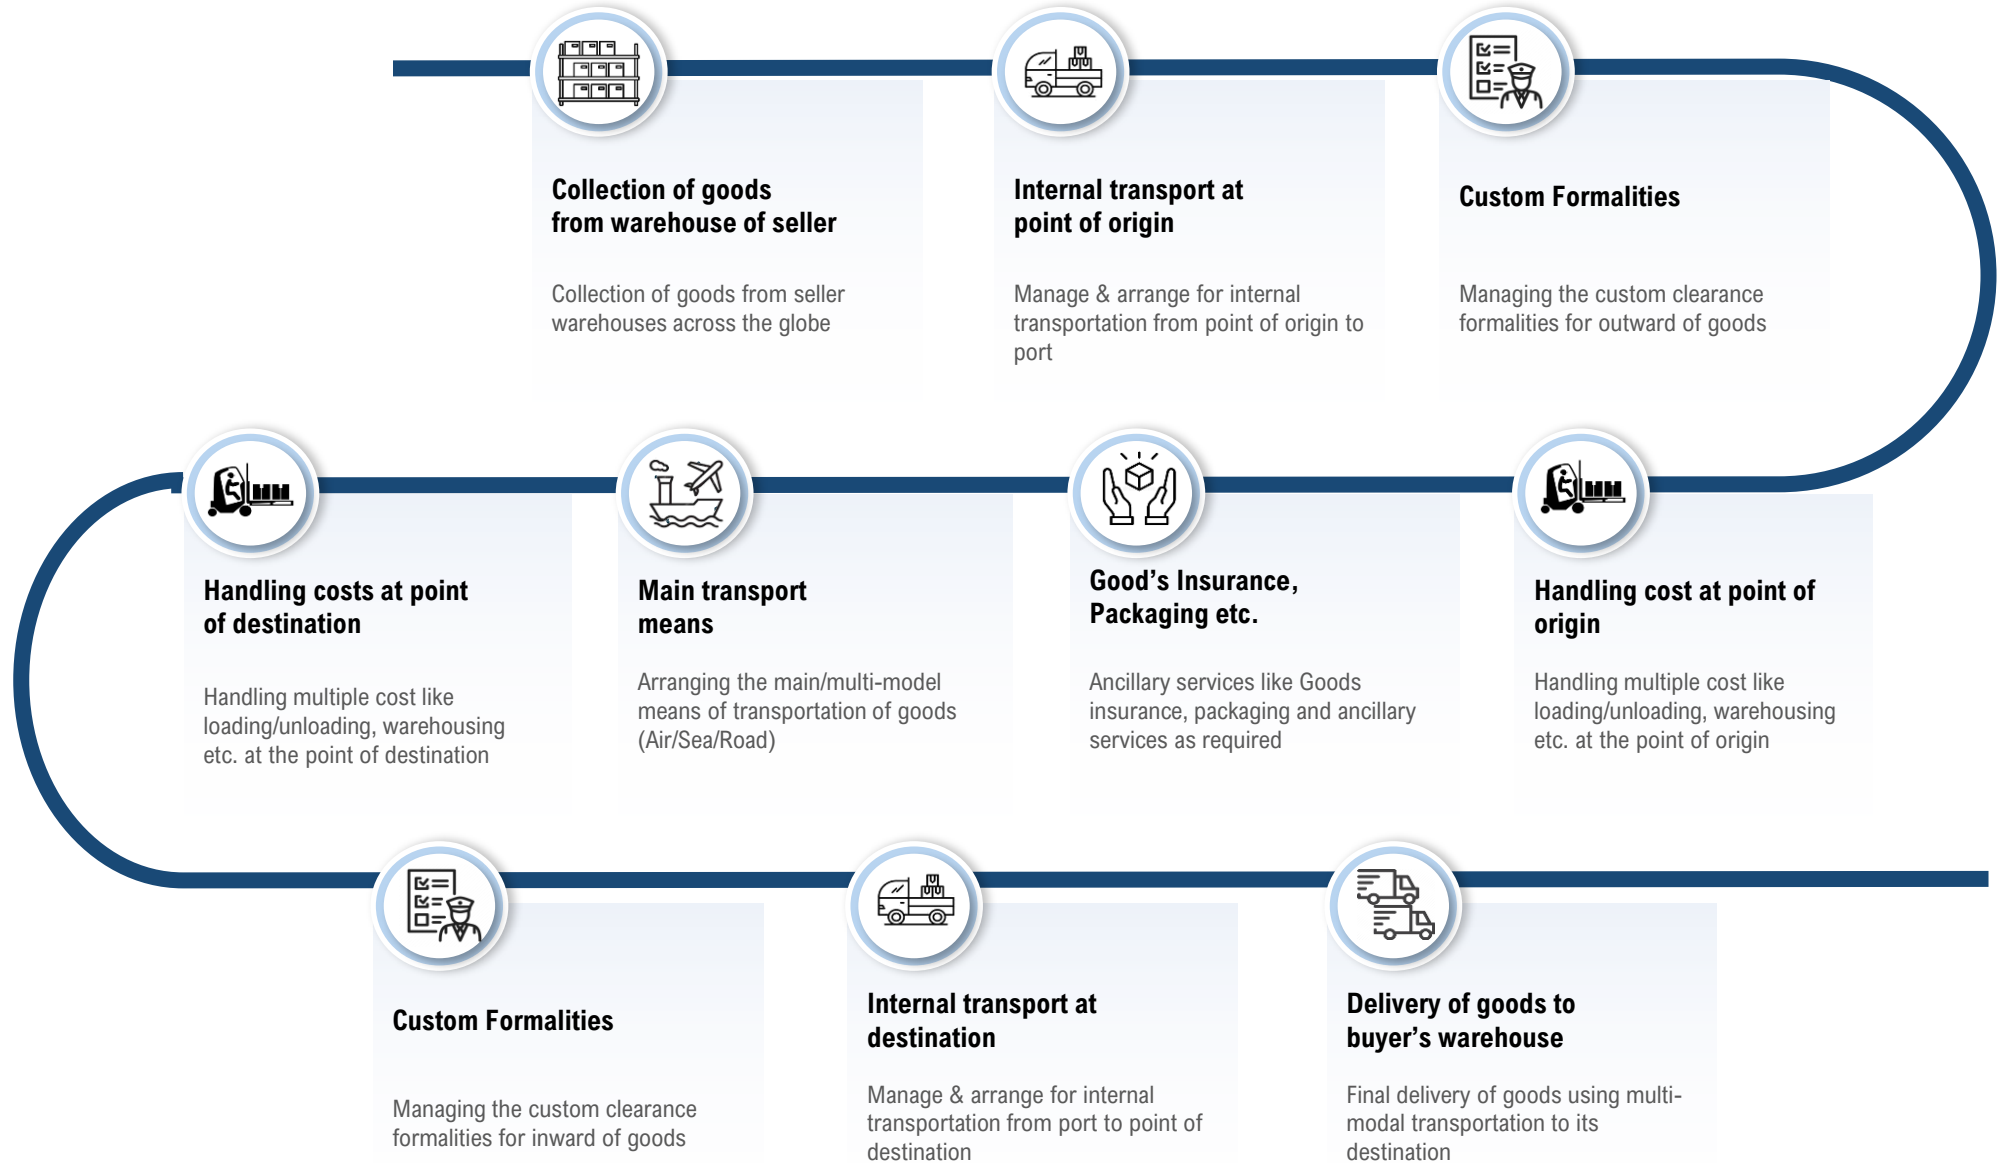 Collection of goods
from warehouse of seller
Collection of goods from seller
warehouses across the globe
Internal transport at
point of origin
Manage & arrange for internal
transportation from point of origin to
port
Custom Formalities
Managing the custom clearance
formalities for outward of goods
Handling cost at point of
origin
Handling multiple cost like
loading/unloading, warehousing
etc. at the point of origin
Good’s Insurance,
Packaging etc.
Ancillary services like Goods
insurance, packaging and ancillary
services as required
Main transport
means
Arranging the main/multi-model
means of transportation of goods
(Air/Sea/Road)
Handling costs at point
of destination
Handling multiple cost like
loading/unloading, warehousing
etc. at the point of destination
Custom Formalities
Managing the custom clearance
formalities for inward of goods
Internal transport at
destination
Manage & arrange for internal
transportation from port to point of
destination
Delivery of goods to
buyer’s warehouse
Final delivery of goods using multi-
modal transportation to its
destination